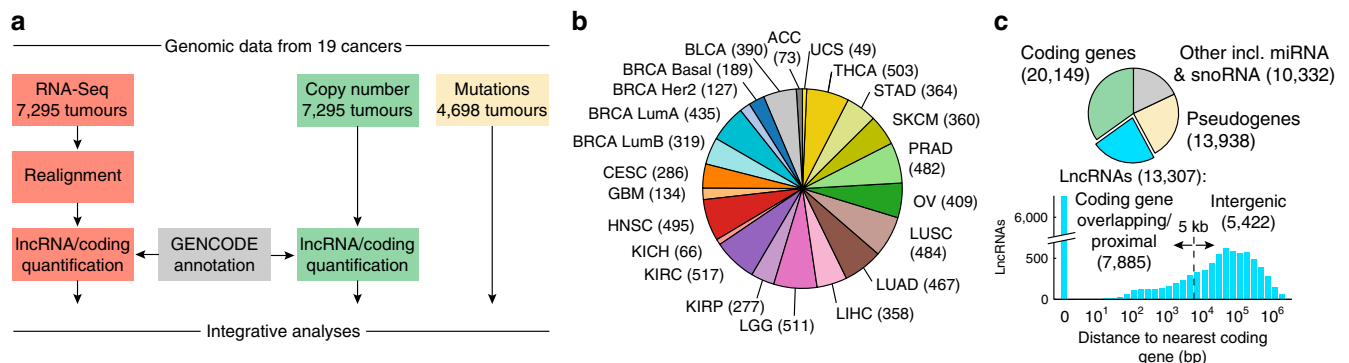 a
Genomic data from 19 cancers
RNA-Seq
7,295 tumours
Copy number
7,295 tumours
Mutations
4,698 tumours
Realignment
lncRNA/coding
quantification
GENCODE
annotation
lncRNA/coding
quantification
Integrative analyses
b
ACC
(73)
UCS (49)
BLCA (390)
THCA (503)
BRCA Basal (189)
STAD (364)
BRCA Her2 (127)
SKCM (360)
BRCA LumA (435)
PRAD
(482)
BRCA LumB (319)
CESC (286)
OV (409)
GBM (134)
LUSC
(484)
HNSC (495)
KICH (66)
LUAD (467)
KIRC (517)
LIHC (358)
KIRP (277)
LGG (511)
c
Coding genes
(20,149)
Other incl. miRNA
& snoRNA (10,332)
Pseudogenes
(13,938)
LncRNAs (13,307):
Coding gene
overlapping/
proximal
(7,885)
5 kb
Intergenic
(5,422)
LncRNAs
6,000
500
0
0 10¹ 10² 10³ 10⁴ 10⁵ 10⁶
Distance to nearest coding
gene (bp)